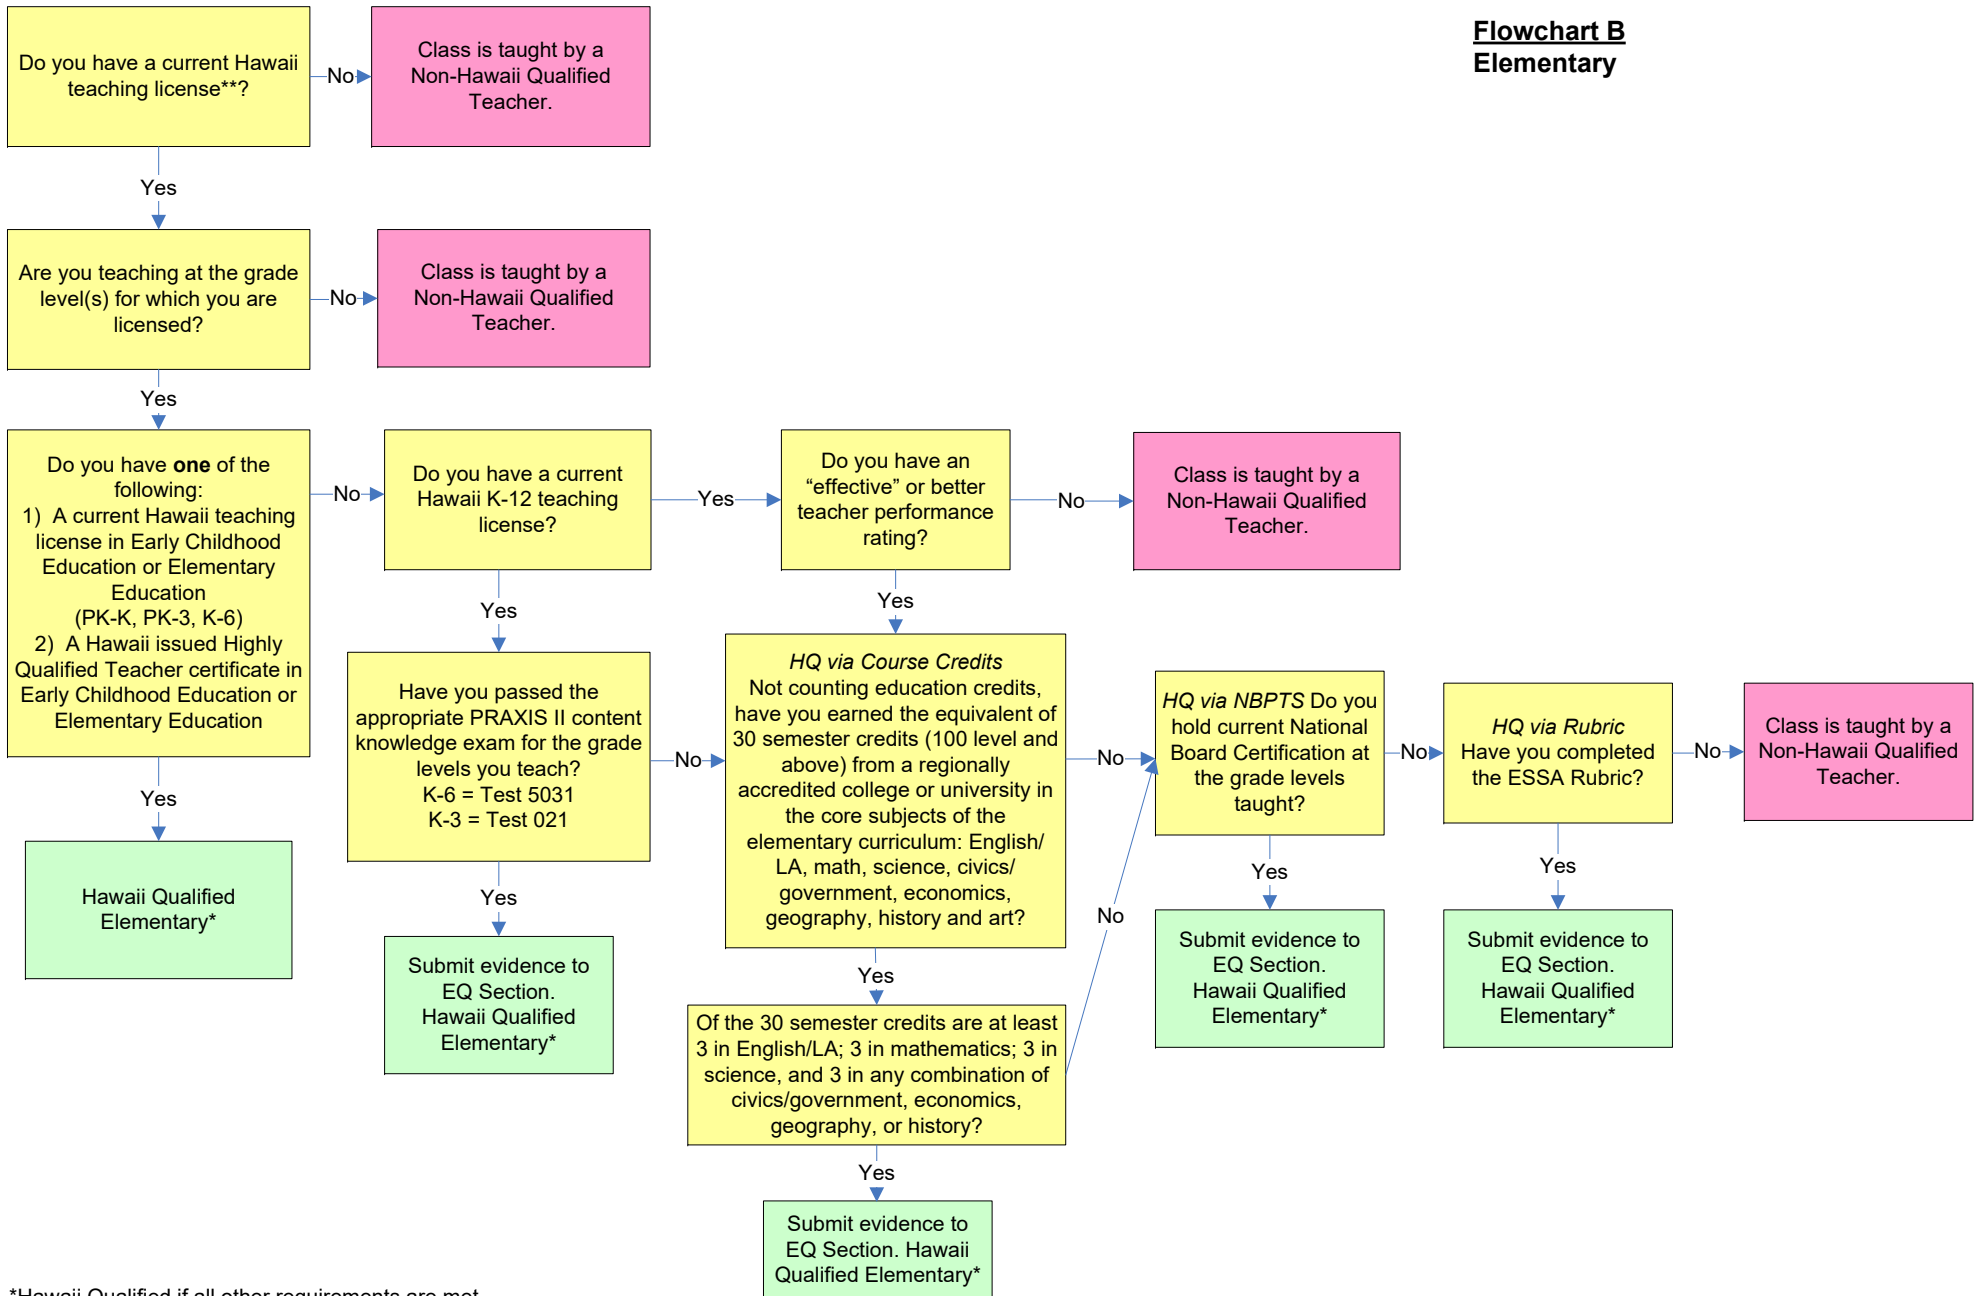 Flowchart B
Elementary
Do you have a current Hawaii
teaching license**?
No
Class is taught by a
Non-Hawaii Qualified
Teacher.
Yes
Are you teaching at the grade
level(s) for which you are
licensed?
No
Class is taught by a
Non-Hawaii Qualified
Teacher.
Yes
Do you have one of the
following:
1) A current Hawaii teaching
license in Early Childhood
Education or Elementary
Education
(PK-K, PK-3, K-6)
2) A Hawaii issued Highly
Qualified Teacher certificate in
Early Childhood Education or
Elementary Education
No
Do you have a current
Hawaii K-12 teaching
license?
Yes
Do you have an
“effective” or better
teacher performance
rating?
No
Class is taught by a
Non-Hawaii Qualified
Teacher.
Yes
Hawaii Qualified
Elementary*
Yes
Have you passed the
appropriate PRAXIS II content
knowledge exam for the grade
levels you teach?
K-6 = Test 5031
K-3 = Test 021
No
Yes
Submit evidence to
EQ Section.
Hawaii Qualified
Elementary*
Yes
HQ via Course Credits
Not counting education credits,
have you earned the equivalent of
30 semester credits (100 level and
above) from a regionally
accredited college or university in
the core subjects of the
elementary curriculum: English/
LA, math, science, civics/
government, economics,
geography, history and art?
No
Yes
Of the 30 semester credits are at least
3 in English/LA; 3 in mathematics; 3 in
science, and 3 in any combination of
civics/government, economics,
geography, or history?
No
Yes
Submit evidence to
EQ Section. Hawaii
Qualified Elementary*
HQ via NBPTS Do you
hold current National
Board Certification at
the grade levels
taught?
No
Yes
Submit evidence to
EQ Section.
Hawaii Qualified
Elementary*
HQ via Rubric
Have you completed
the ESSA Rubric?
No
Yes
Submit evidence to
EQ Section.
Hawaii Qualified
Elementary*
Class is taught by a
Non-Hawaii Qualified
Teacher.
*Hawaii Qualified if all other requirements are met